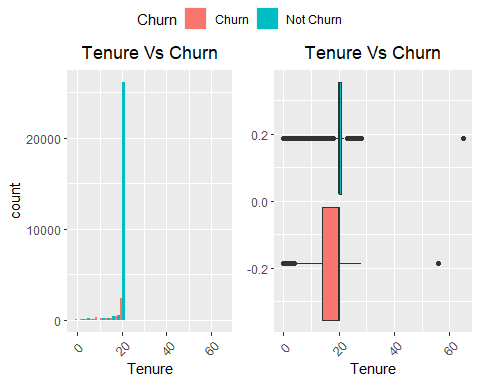 Churn Churn Not Churn
Tenure Vs Churn
20000
10000
0
count
0 20 40 60
Tenure
Tenure Vs Churn
0.2
0.0
-0.2
0 20 40 60
Tenure